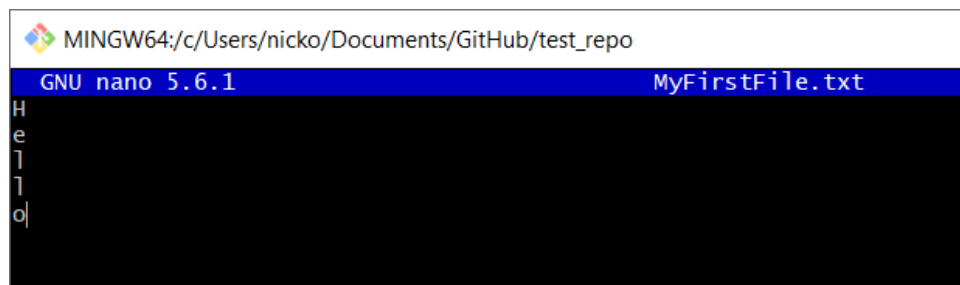 MINGW64:/c/Users/nicko/Documents/GitHub/test_repo
GNU nano 5.6.1 MyFirstFile.txt
H
e
l
l
o